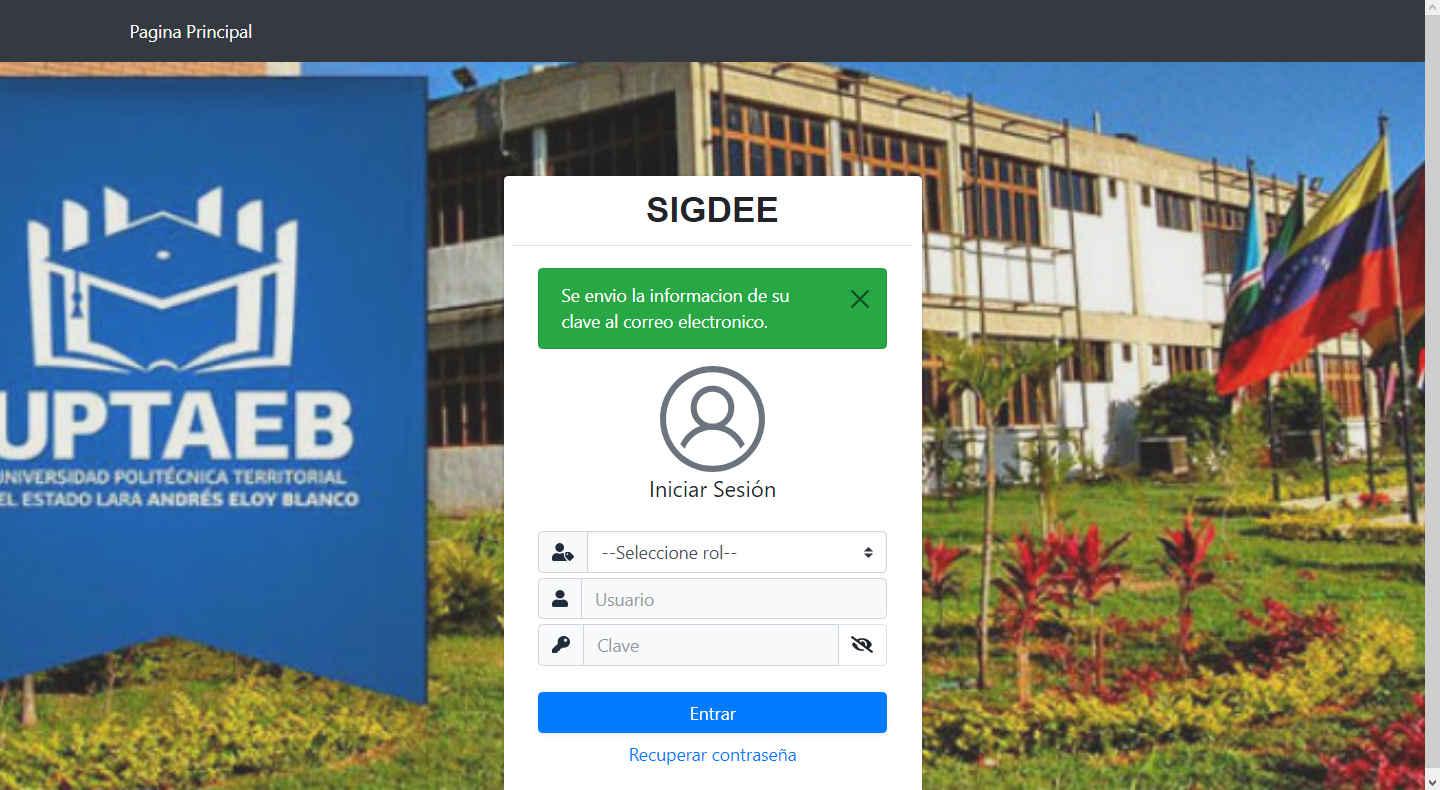 Pagina Principal
UPTAEB
UNIVERSIDAD POLITÉCNICA TERRITORIAL
EL ESTADO LARA ANDRÉS ELOY BLANCO
SIGDEE
Se envio la informacion de su
clave al correo electronico.
Iniciar Sesión
--Seleccione rol--
Usuario
Clave
Entrar
Recuperar contraseña